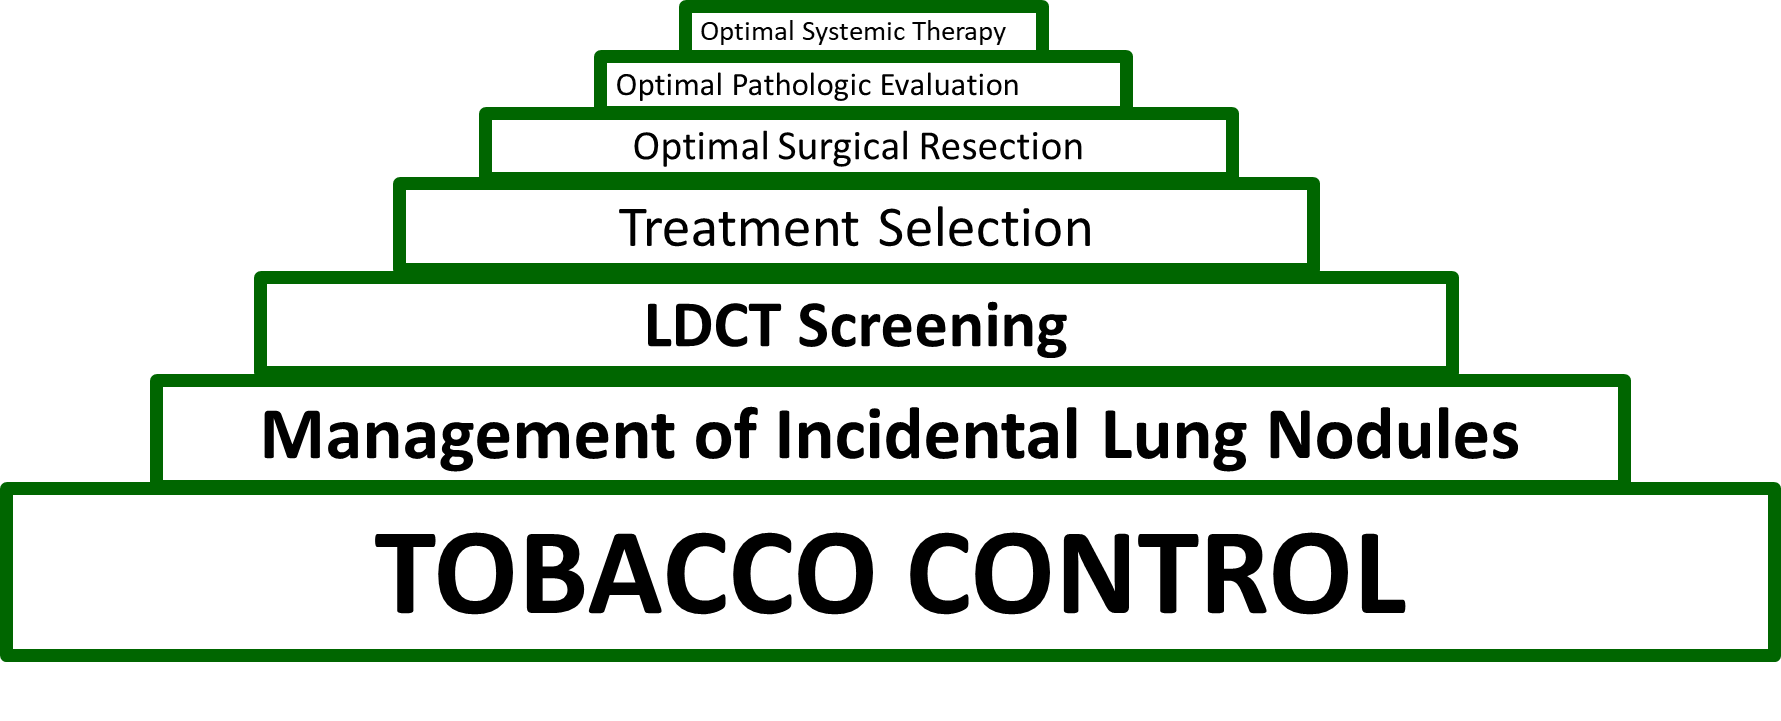 Optimal Systemic Therapy
Optimal Pathologic Evaluation
Optimal Surgical Resection
Treatment Selection
LDCT Screening
Management of Incidental Lung Nodules
TOBACCO CONTROL